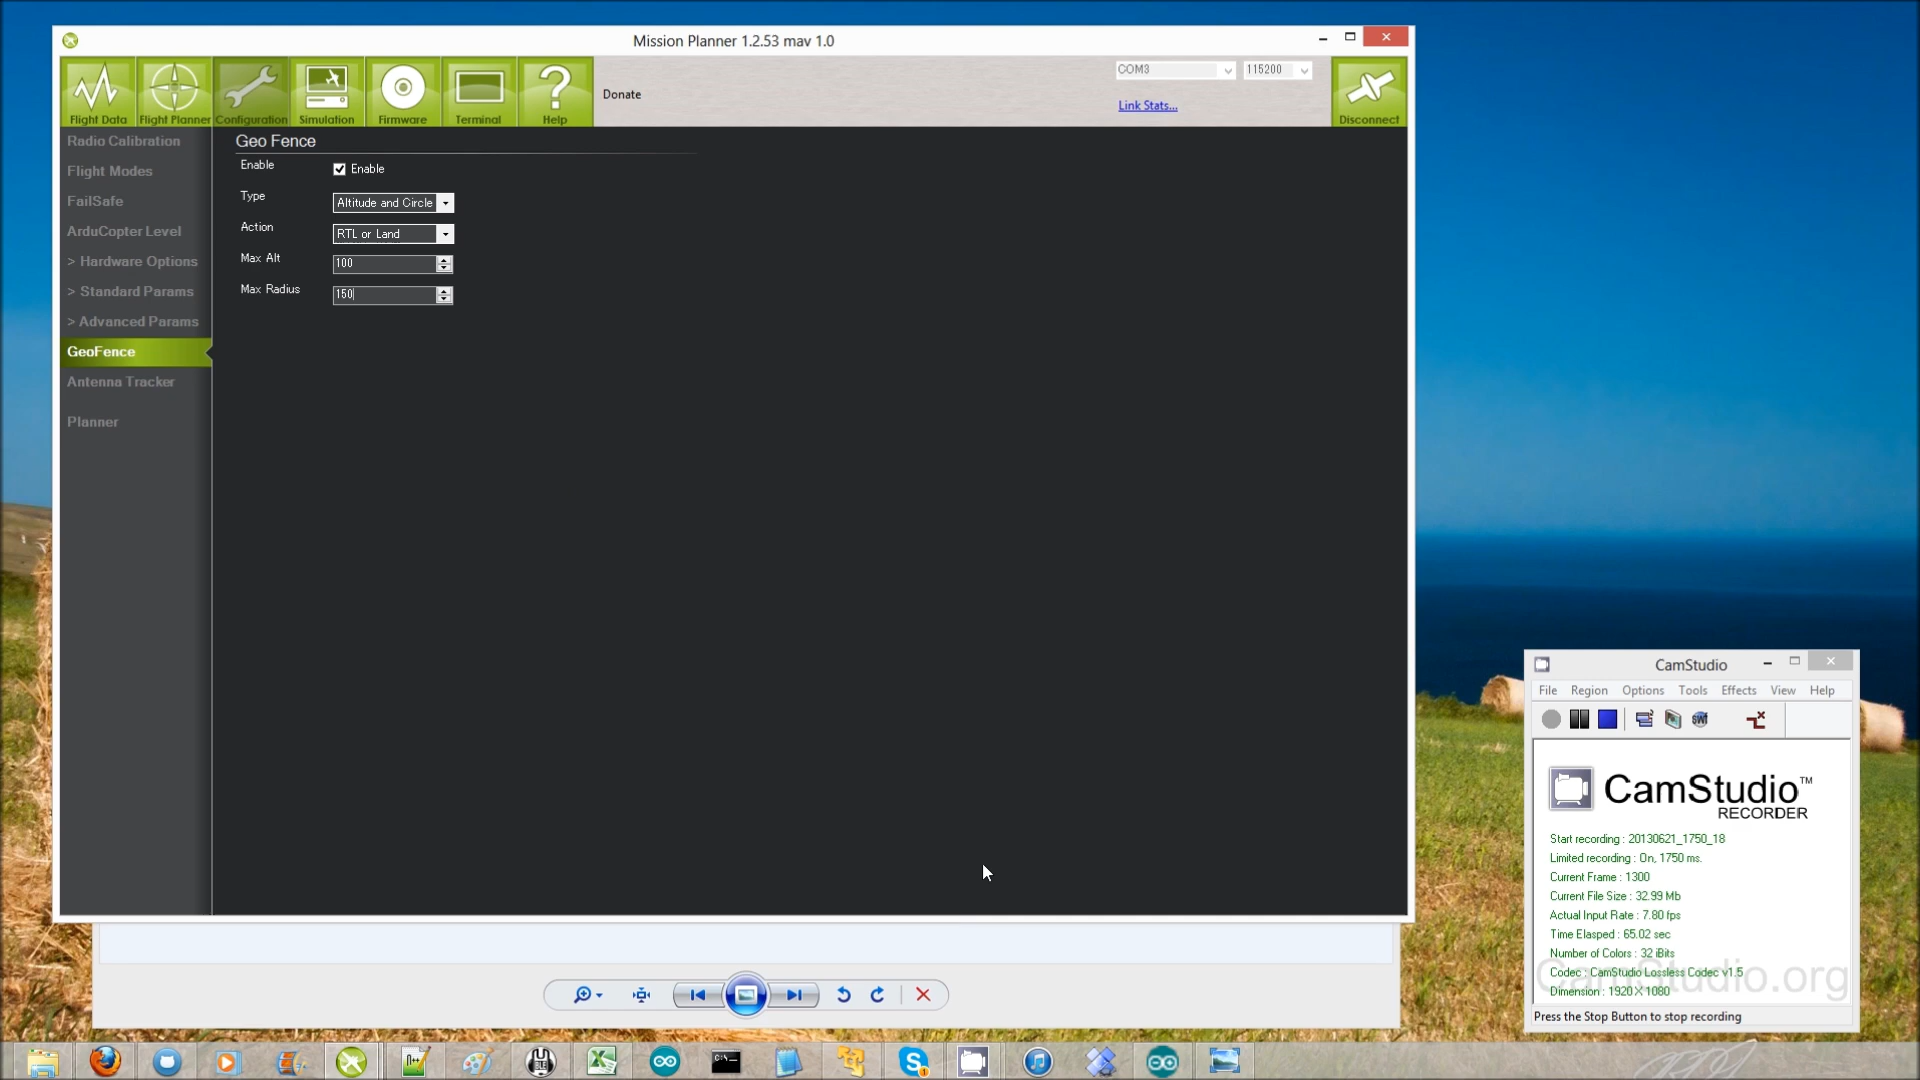 Mission Planner 1.2.53 mav 1.0
Flight Data
Flight Planner
Configuration
Simulation
Firmware
Terminal
Help
Donate
COM3
115200
Link Stats...
Disconnect
Radio Calibration
Flight Modes
FailSafe
ArduCopter Level
> Hardware Options
> Standard Params
> Advanced Params
GeoFence
Antenna Tracker
Planner
Geo Fence
Enable
Enable
Type
Altitude and Circle
Action
RTL or Land
Max Alt
100
Max Radius
150
CamStudio
File Region Options Tools Effects View Help
CamStudio™
RECORDER
Start recording : 20130621_1750_18
Limited recording : On, 1750 ms.
Current Frame : 1300
Current File Size : 32.99 Mb
Actual Input Rate : 7.80 fps
Time Elasped : 65.02 sec
Number of Colors : 32 iBits
Codec : CamStudio Lossless Codec v1.5
Dimension : 1920 X 1080
CamStudio.org
Press the Stop Button to stop recording